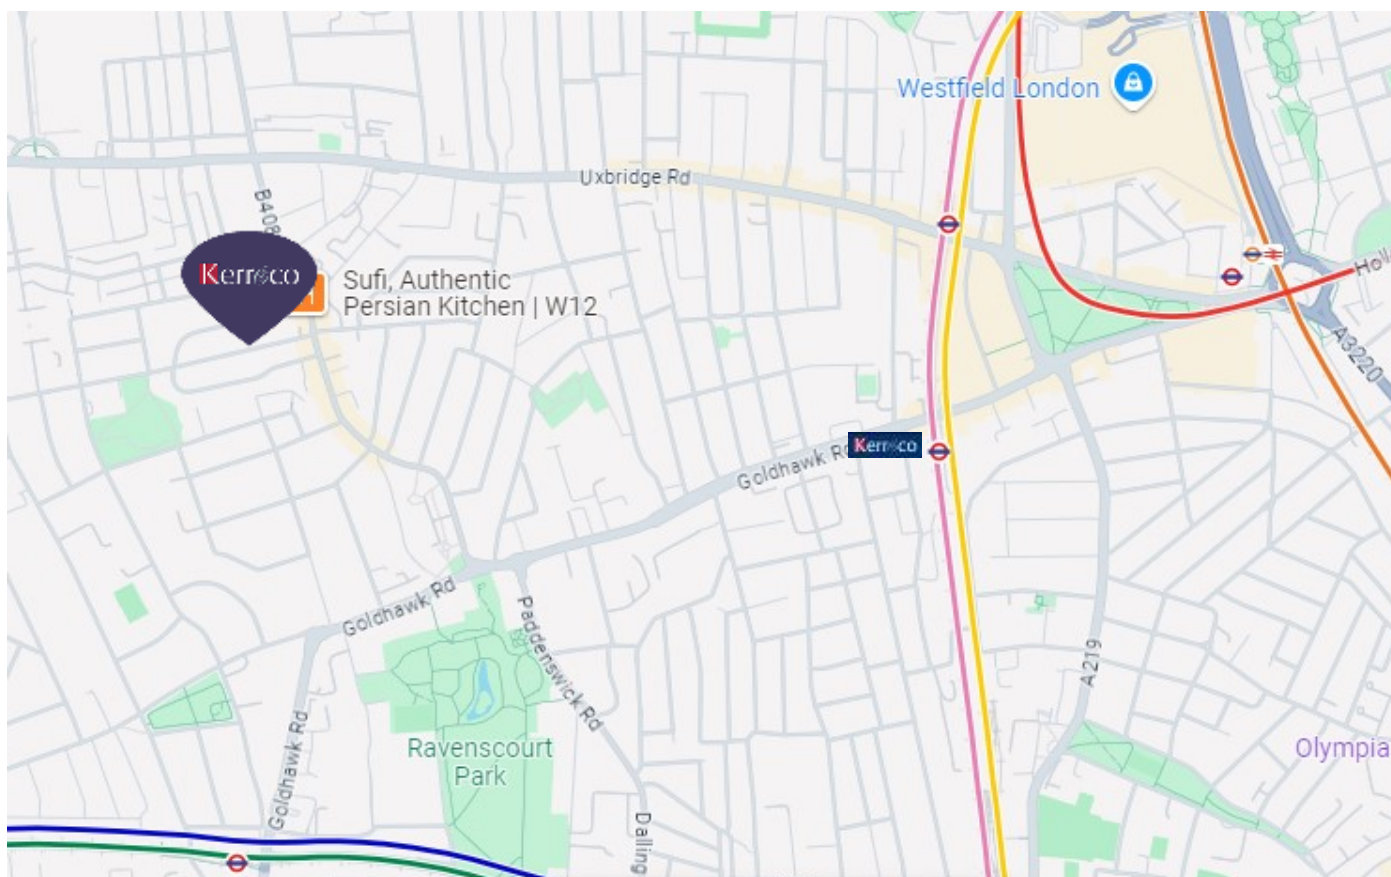 Westfield London
Uxbridge Rd
B408
Kerr&co
Sufi, Authentic
Persian Kitchen | W12
Holl
A3220
Kerr&co
Goldhawk Rd
Goldhawk Rd
Paddenswick Rd
A219
Goldhawk Rd
Ravenscourt
Park
Olympia
Dalling